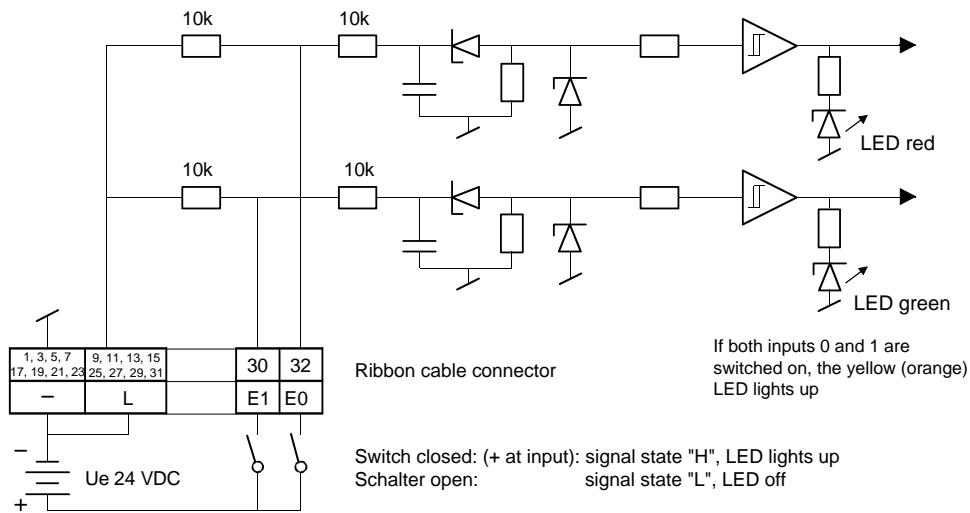 10k 10k
LED red
10k 10k
LED green
1, 3, 5, 7 9, 11, 13, 15
17, 19, 21, 23 25, 27, 29, 31
30 32
– L E1 E0
Ribbon cable connector
If both inputs 0 and 1 are
switched on, the yellow (orange)
LED lights up
–
Ue 24 VDC
+
Switch closed: (+ at input): signal state "H", LED lights up
Schalter open: signal state "L", LED off